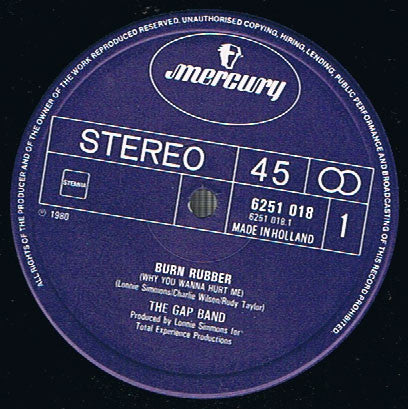 ALL RIGHTS OF THE PRODUCER AND OF THE OWNER OF THE WORK REPRODUCED RESERVED. UNAUTHORISED COPYING, HIRING, LENDING, PUBLIC PERFORMANCE AND BROADCASTING OF THIS RECORD PROHIBITED
mercury
STEREO
45
STEMRA
6251 018
6251 018.1
MADE IN HOLLAND
1
℗ 1980
BURN RUBBER
(WHY YOU WANNA HURT ME)
(Lonnie Simmons/Charlie Wilson/Rudy Taylor)
THE GAP BAND
Produced by Lonnie Simmons for
Total Experience Productions